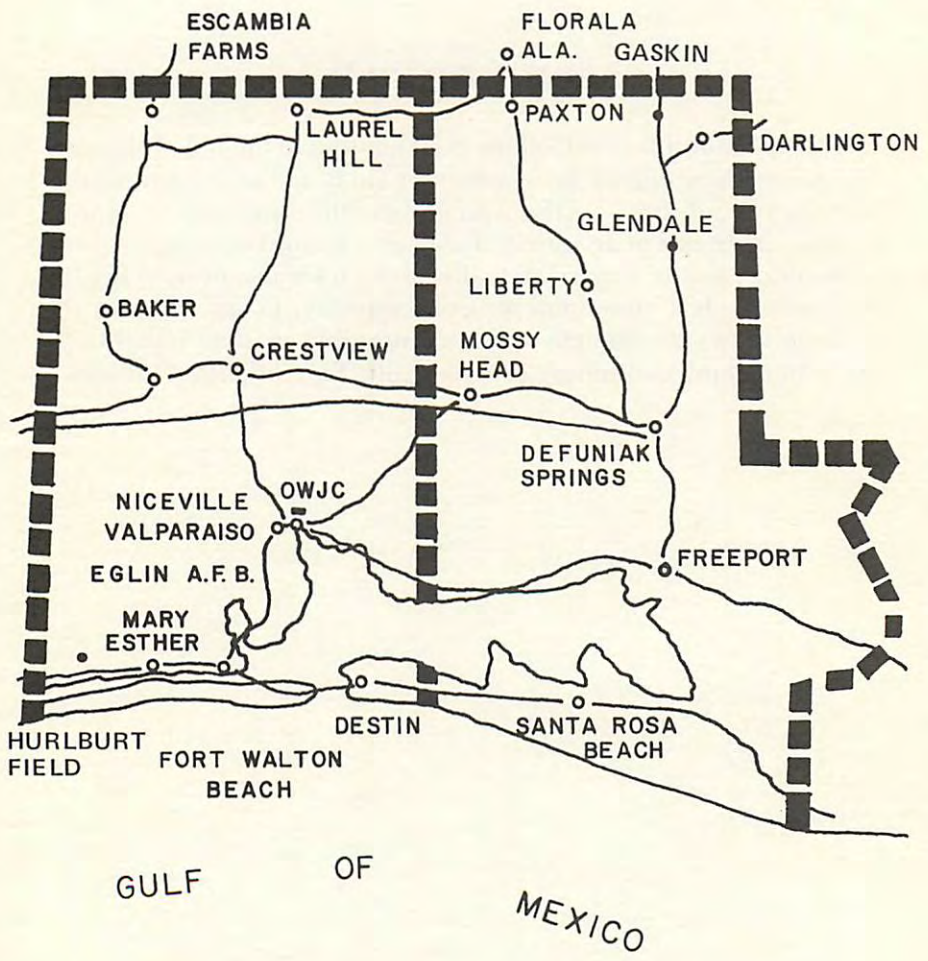 ESCAMBIA
FARMS
FLORALA
ALA.
GASKIN
PAXTON
LAUREL
HILL
DARLINGTON
GLENDALE
LIBERTY
BAKER
CRESTVIEW
MOSSY
HEAD
DEFUNIAK
SPRINGS
NICEVILLE
VALPARAISO
OWJC
EGLIN A.F.B.
FREEPORT
MARY
ESTHER
HURLBURT
FIELD
FORT WALTON
BEACH
DESTIN
SANTA ROSA
BEACH
GULF OF MEXICO